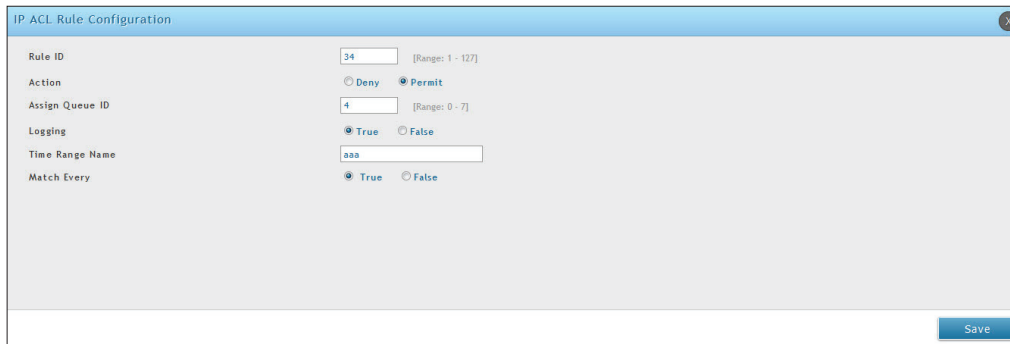 IP ACL Rule Configuration
Rule ID 34 [Range: 1 - 127]
Action Deny Permit
Assign Queue ID 4 [Range: 0 - 7]
Logging True False
Time Range Name aaa
Match Every True False
Save